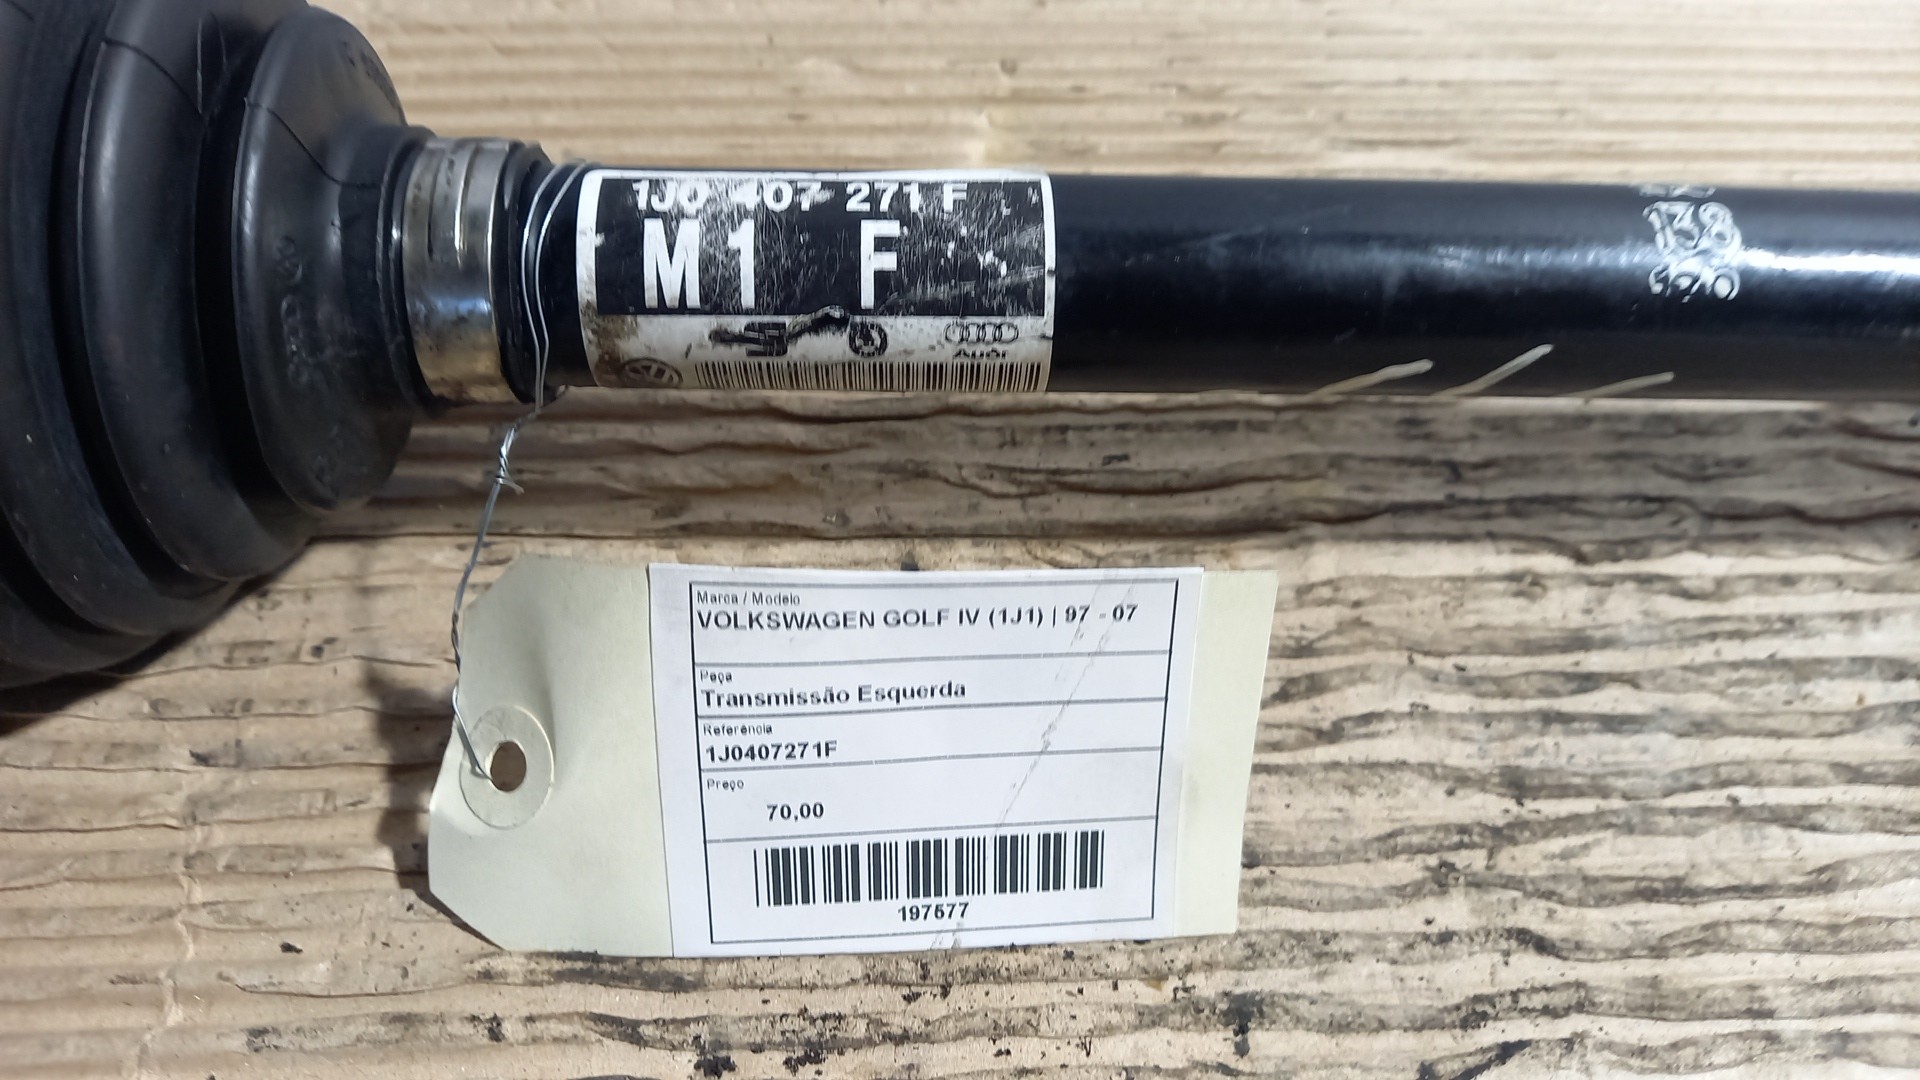 1J0 407 271 F
M1 F
Audi
138
Marca / Modelo
VOLKSWAGEN GOLF IV (1J1) | 97 - 07
Peça
Transmissão Esquerda
Referência
1J0407271F
Preço
70,00
197577